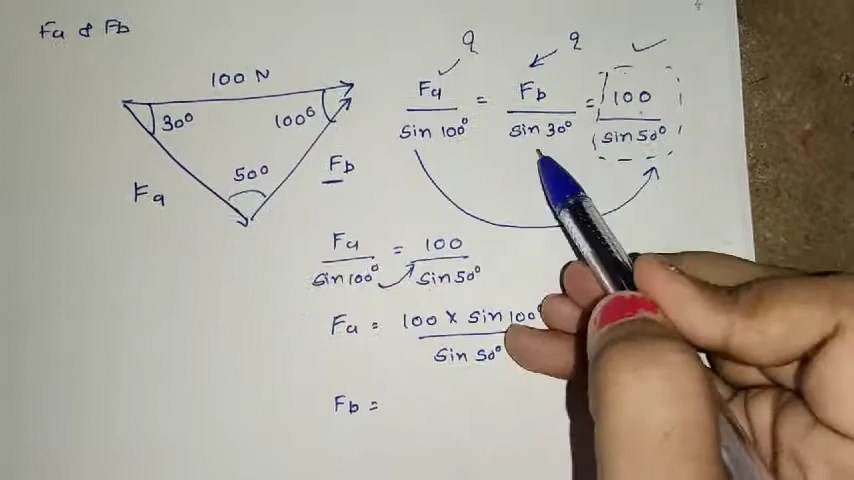 Fa & Fb
100 N
30°
100°
50°
Fa
Fb
q q
Fa / sin 100° = Fb / sin 30° = 100 / sin 50°
Fa / sin 100° = 100 / sin 50°
Fa = 100 x sin 100° / sin 50°
Fb =